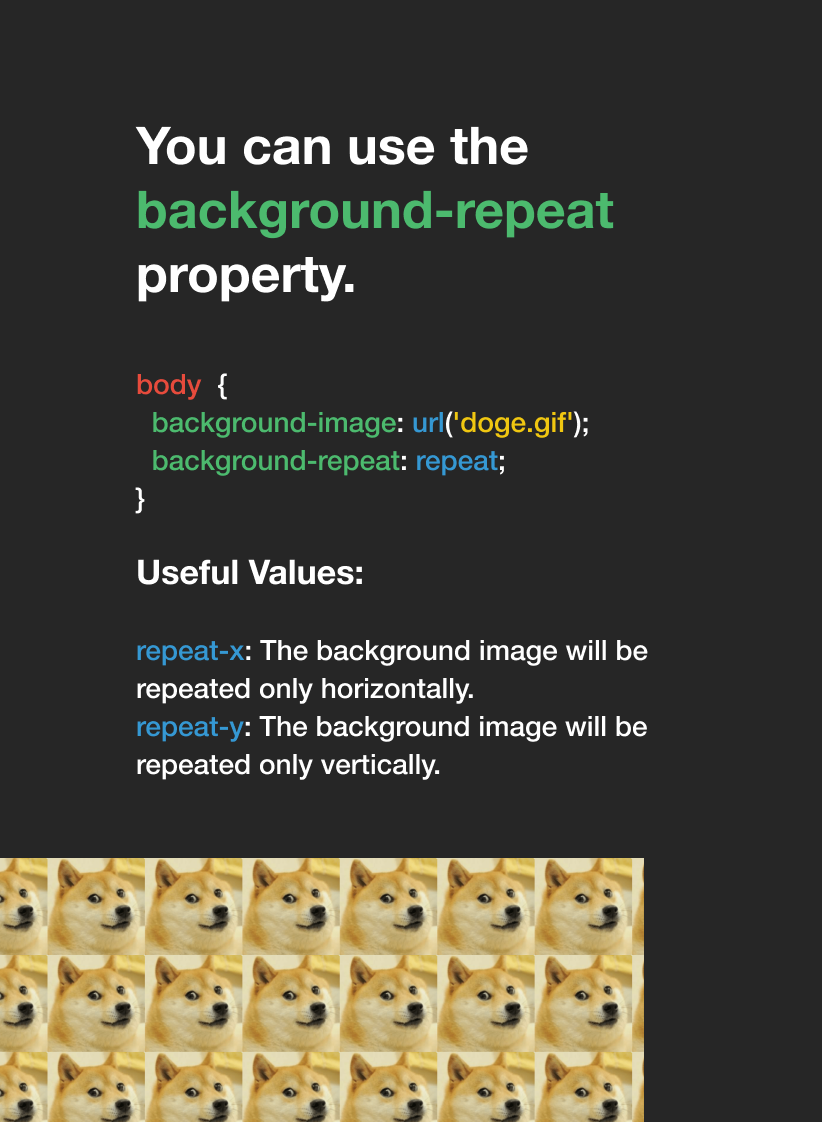 You can use the
background-repeat
property.
body {
background-image: url('doge.gif');
background-repeat: repeat;
}
Useful Values:
repeat-x: The background image will be
repeated only horizontally.
repeat-y: The background image will be
repeated only vertically.